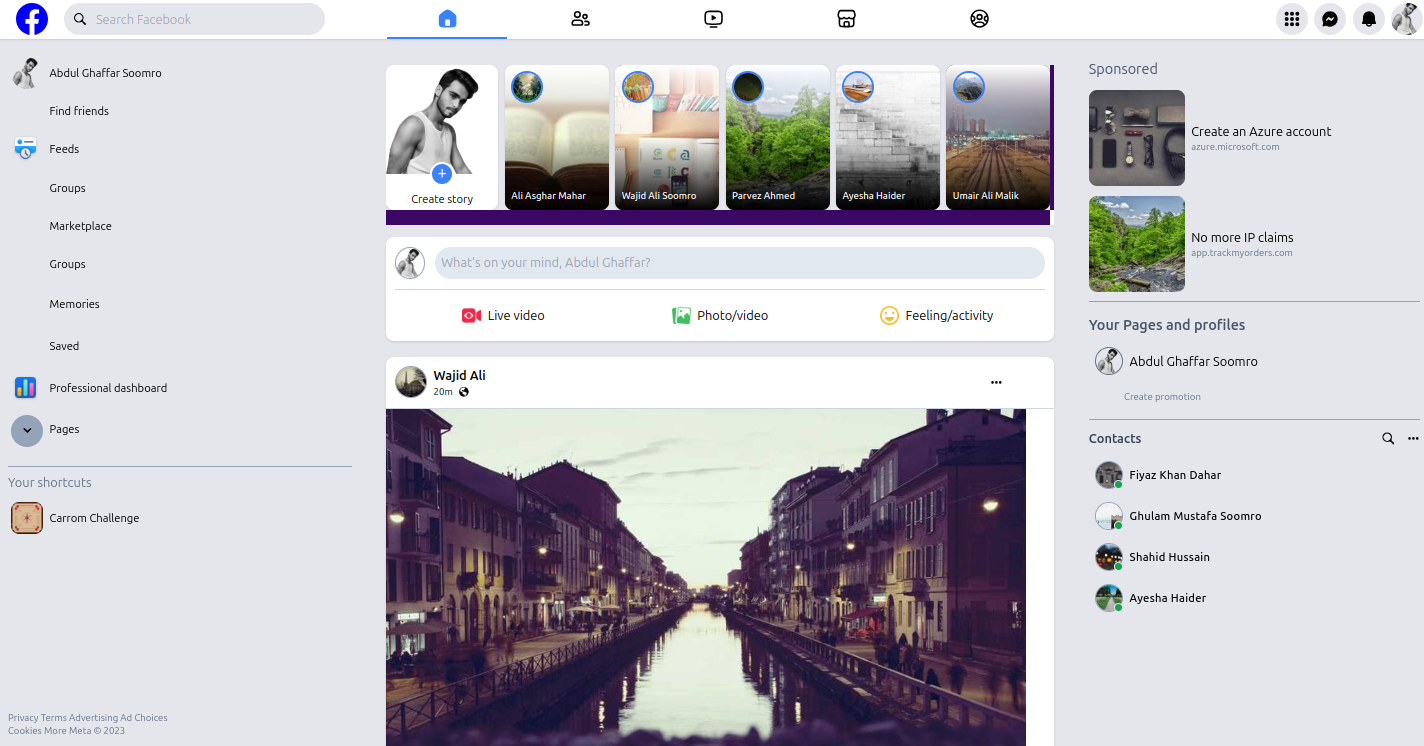 Search Facebook
Abdul Ghaffar Soomro
Find friends
Feeds
Groups
Marketplace
Groups
Memories
Saved
Professional dashboard
Pages
Your shortcuts
Carrom Challenge
Privacy Terms Advertising Ad Choices
Cookies More Meta © 2023
Create story
Ali Asghar Mahar
Wajid Ali Soomro
Parvez Ahmed
Ayesha Haider
Umair Ali Malik
What's on your mind, Abdul Ghaffar?
Live video
Photo/video
Feeling/activity
Wajid Ali
20m
Sponsored
Create an Azure account
azure.microsoft.com
No more IP claims
app.trackmyorders.com
Your Pages and profiles
Abdul Ghaffar Soomro
Create promotion
Contacts
Fiyaz Khan Dahar
Ghulam Mustafa Soomro
Shahid Hussain
Ayesha Haider